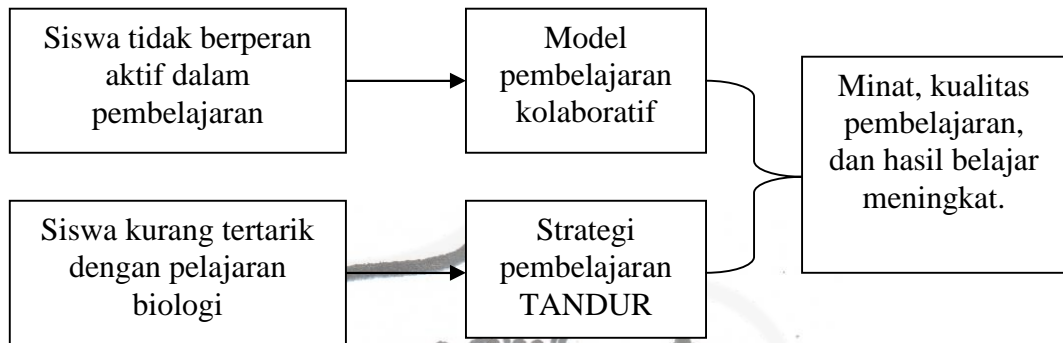 Siswa tidak berperan
aktif dalam
pembelajaran
Model
pembelajaran
kolaboratif
Minat, kualitas
pembelajaran,
dan hasil belajar
meningkat.
Siswa kurang tertarik
dengan pelajaran
biologi
Strategi
pembelajaran
TANDUR